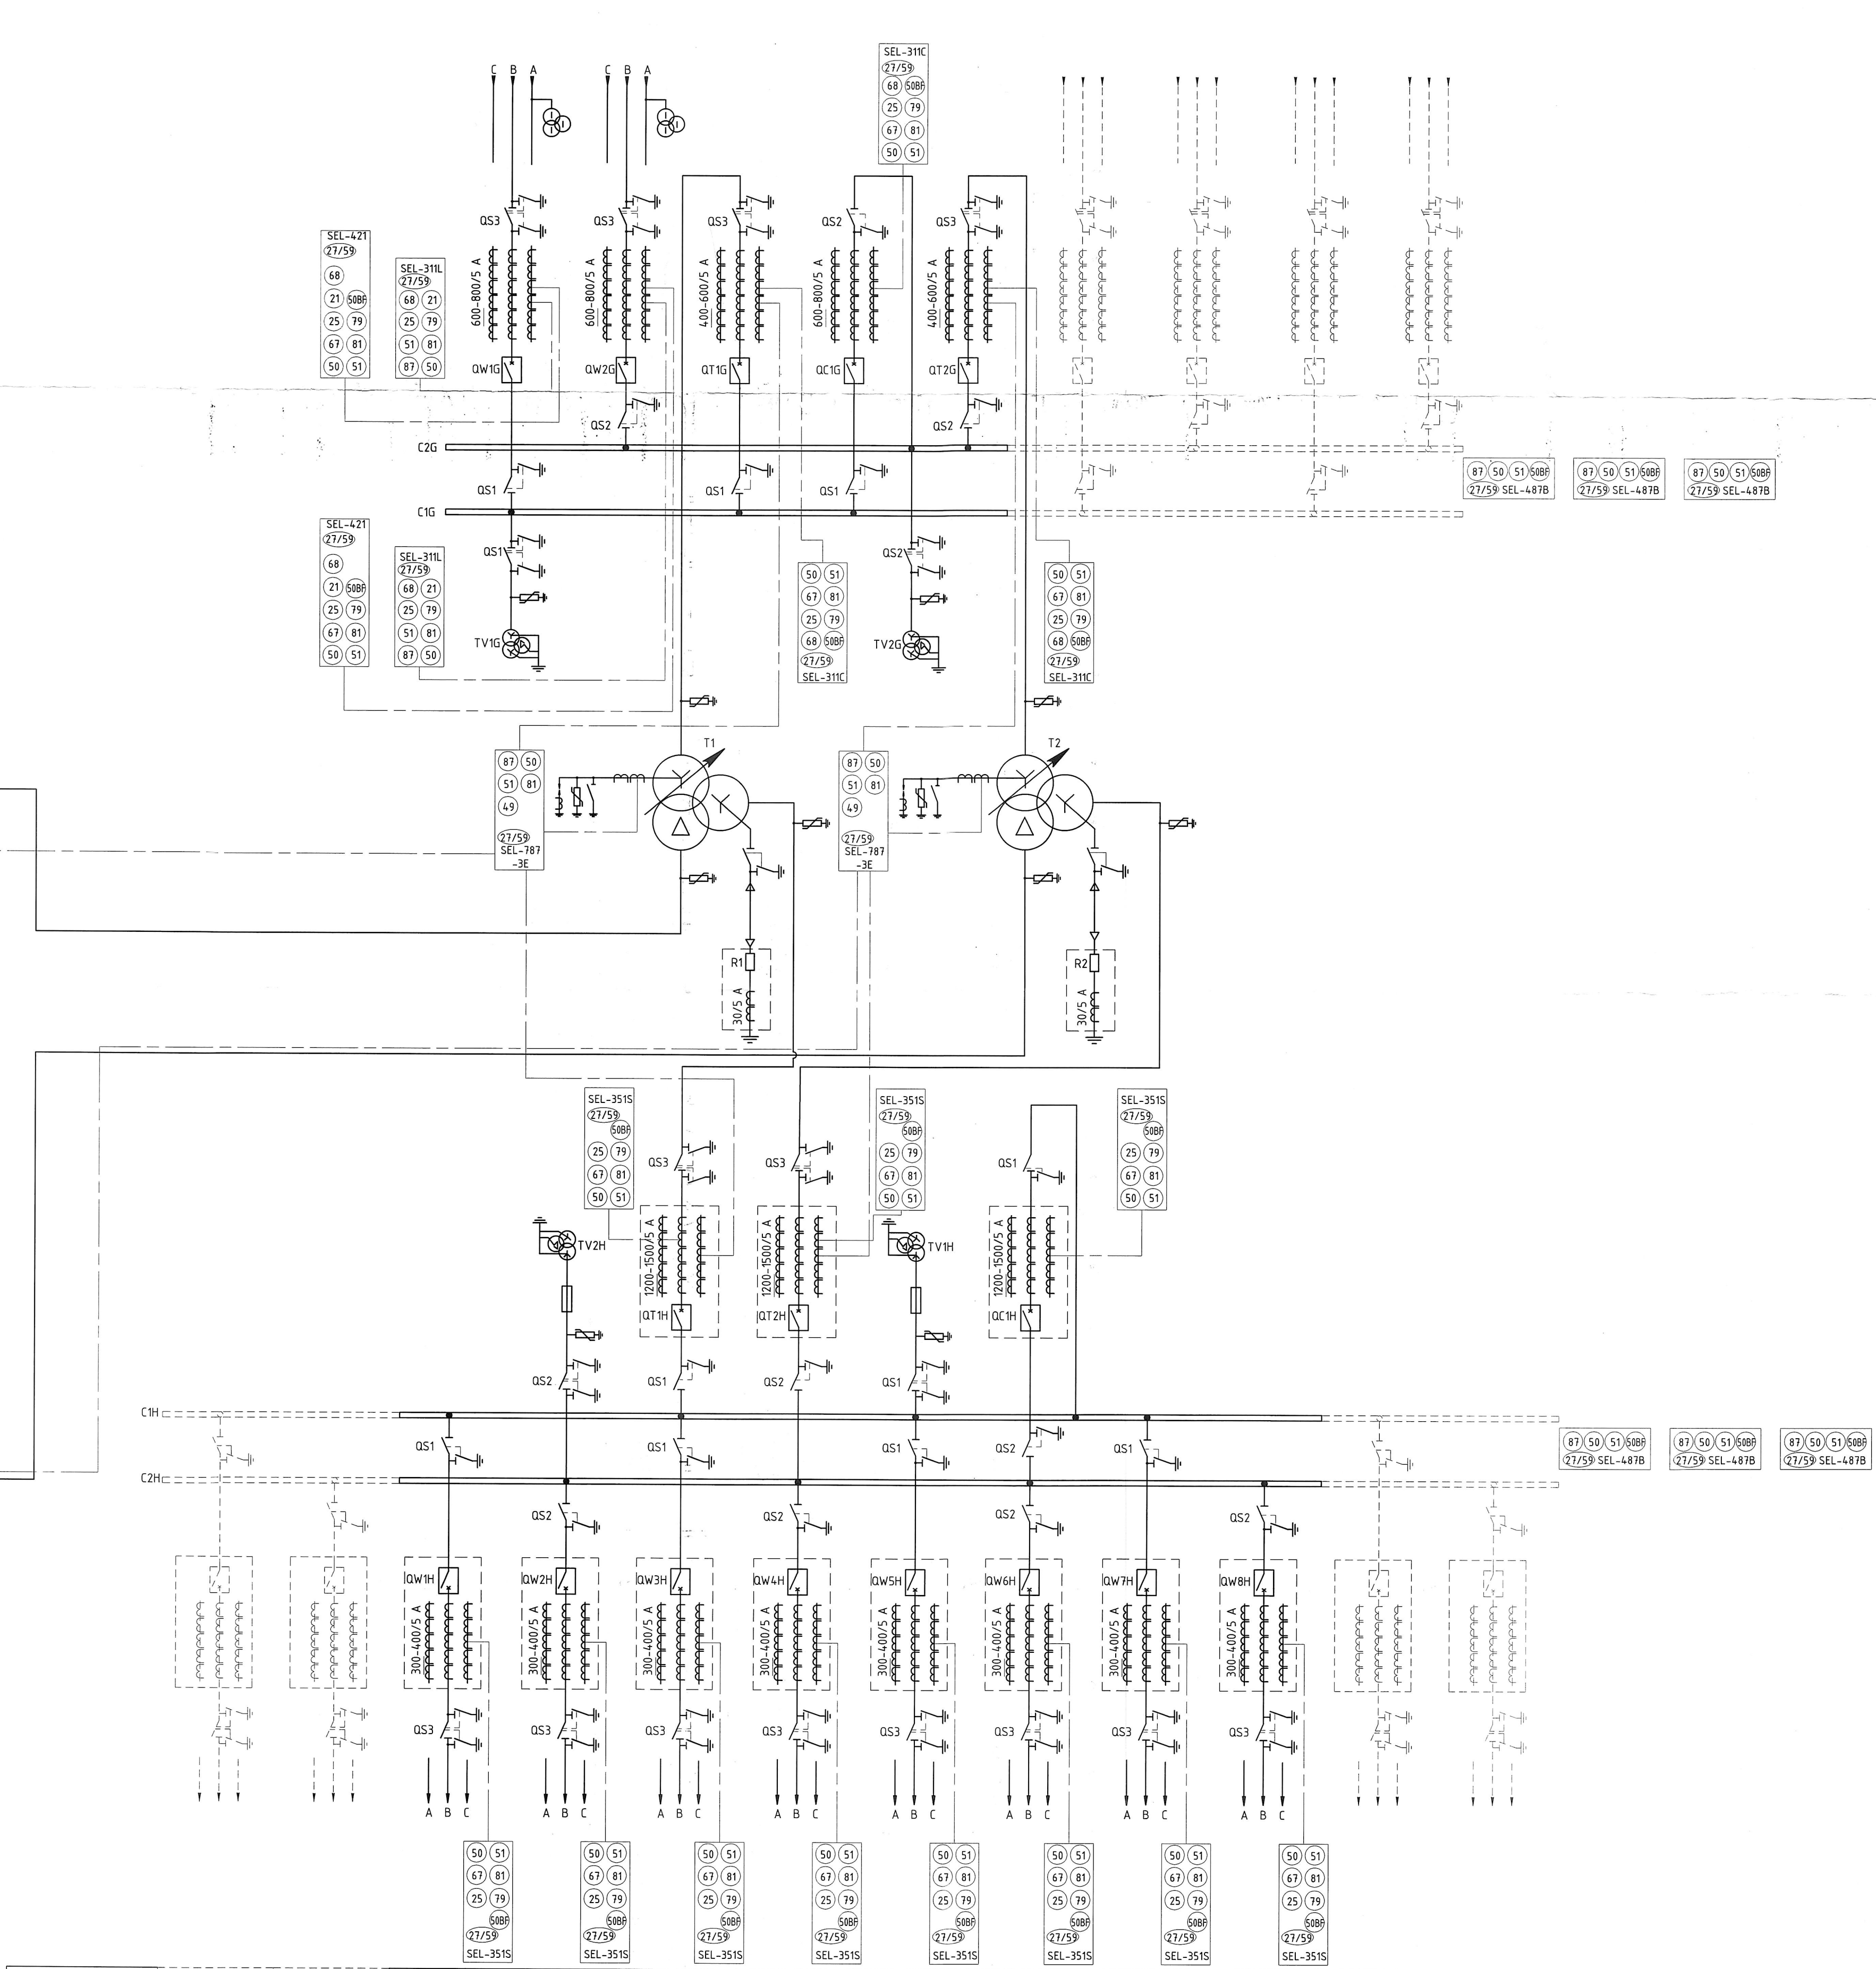 C B A
C B A
SEL-311C
27/59
68 50BF
25 79
67 81
50 51
QS3
QS3
QS3
QS2
QS3
SEL-421
27/59
68
21 50BF
25 79
67 81
50 51
SEL-311L
27/59
68 21
25 79
51 81
87 50
600-800/5 A
600-800/5 A
400-600/5 A
600-800/5 A
400-600/5 A
QW1G
QW2G
QT1G
QC1G
QT2G
QS2
QS2
C2G
QS1
QS1
QS1
87 50 51 50BF
27/59 SEL-487B
87 50 51 50BF
27/59 SEL-487B
87 50 51 50BF
27/59 SEL-487B
C1G
SEL-421
27/59
68
21 50BF
25 79
67 81
50 51
SEL-311L
27/59
68 21
25 79
51 81
87 50
QS1
QS2
TV1G
TV2G
50 51
67 81
25 79
68 50BF
27/59
SEL-311C
50 51
67 81
25 79
68 50BF
27/59
SEL-311C
T1
T2
87 50
51 81
49
27/59
SEL-787
-3E
87 50
51 81
49
27/59
SEL-787
-3E
R1
30/5 A
R2
30/5 A
SEL-351S
27/59
50BF
25 79
67 81
50 51
SEL-351S
27/59
50BF
25 79
67 81
50 51
SEL-351S
27/59
50BF
25 79
67 81
50 51
QS3
QS3
QS1
TV2H
1200-1500/5 A
1200-1500/5 A
TV1H
1200-1500/5 A
QT1H
QT2H
QC1H
QS2
QS1
QS2
QS1
C1H
QS1
QS1
QS1
QS2
QS1
87 50 51 50BF
27/59 SEL-487B
87 50 51 50BF
27/59 SEL-487B
87 50 51 50BF
27/59 SEL-487B
C2H
QS2
QS2
QS2
QS2
QW1H
QW2H
QW3H
QW4H
QW5H
QW6H
QW7H
QW8H
300-400/5 A
300-400/5 A
300-400/5 A
300-400/5 A
300-400/5 A
300-400/5 A
300-400/5 A
300-400/5 A
QS3
QS3
QS3
QS3
QS3
QS3
QS3
QS3
A B C
A B C
A B C
A B C
A B C
A B C
A B C
A B C
50 51
67 81
25 79
50BF
27/59
SEL-351S
50 51
67 81
25 79
50BF
27/59
SEL-351S
50 51
67 81
25 79
50BF
27/59
SEL-351S
50 51
67 81
25 79
50BF
27/59
SEL-351S
50 51
67 81
25 79
50BF
27/59
SEL-351S
50 51
67 81
25 79
50BF
27/59
SEL-351S
50 51
67 81
25 79
50BF
27/59
SEL-351S
50 51
67 81
25 79
50BF
27/59
SEL-351S